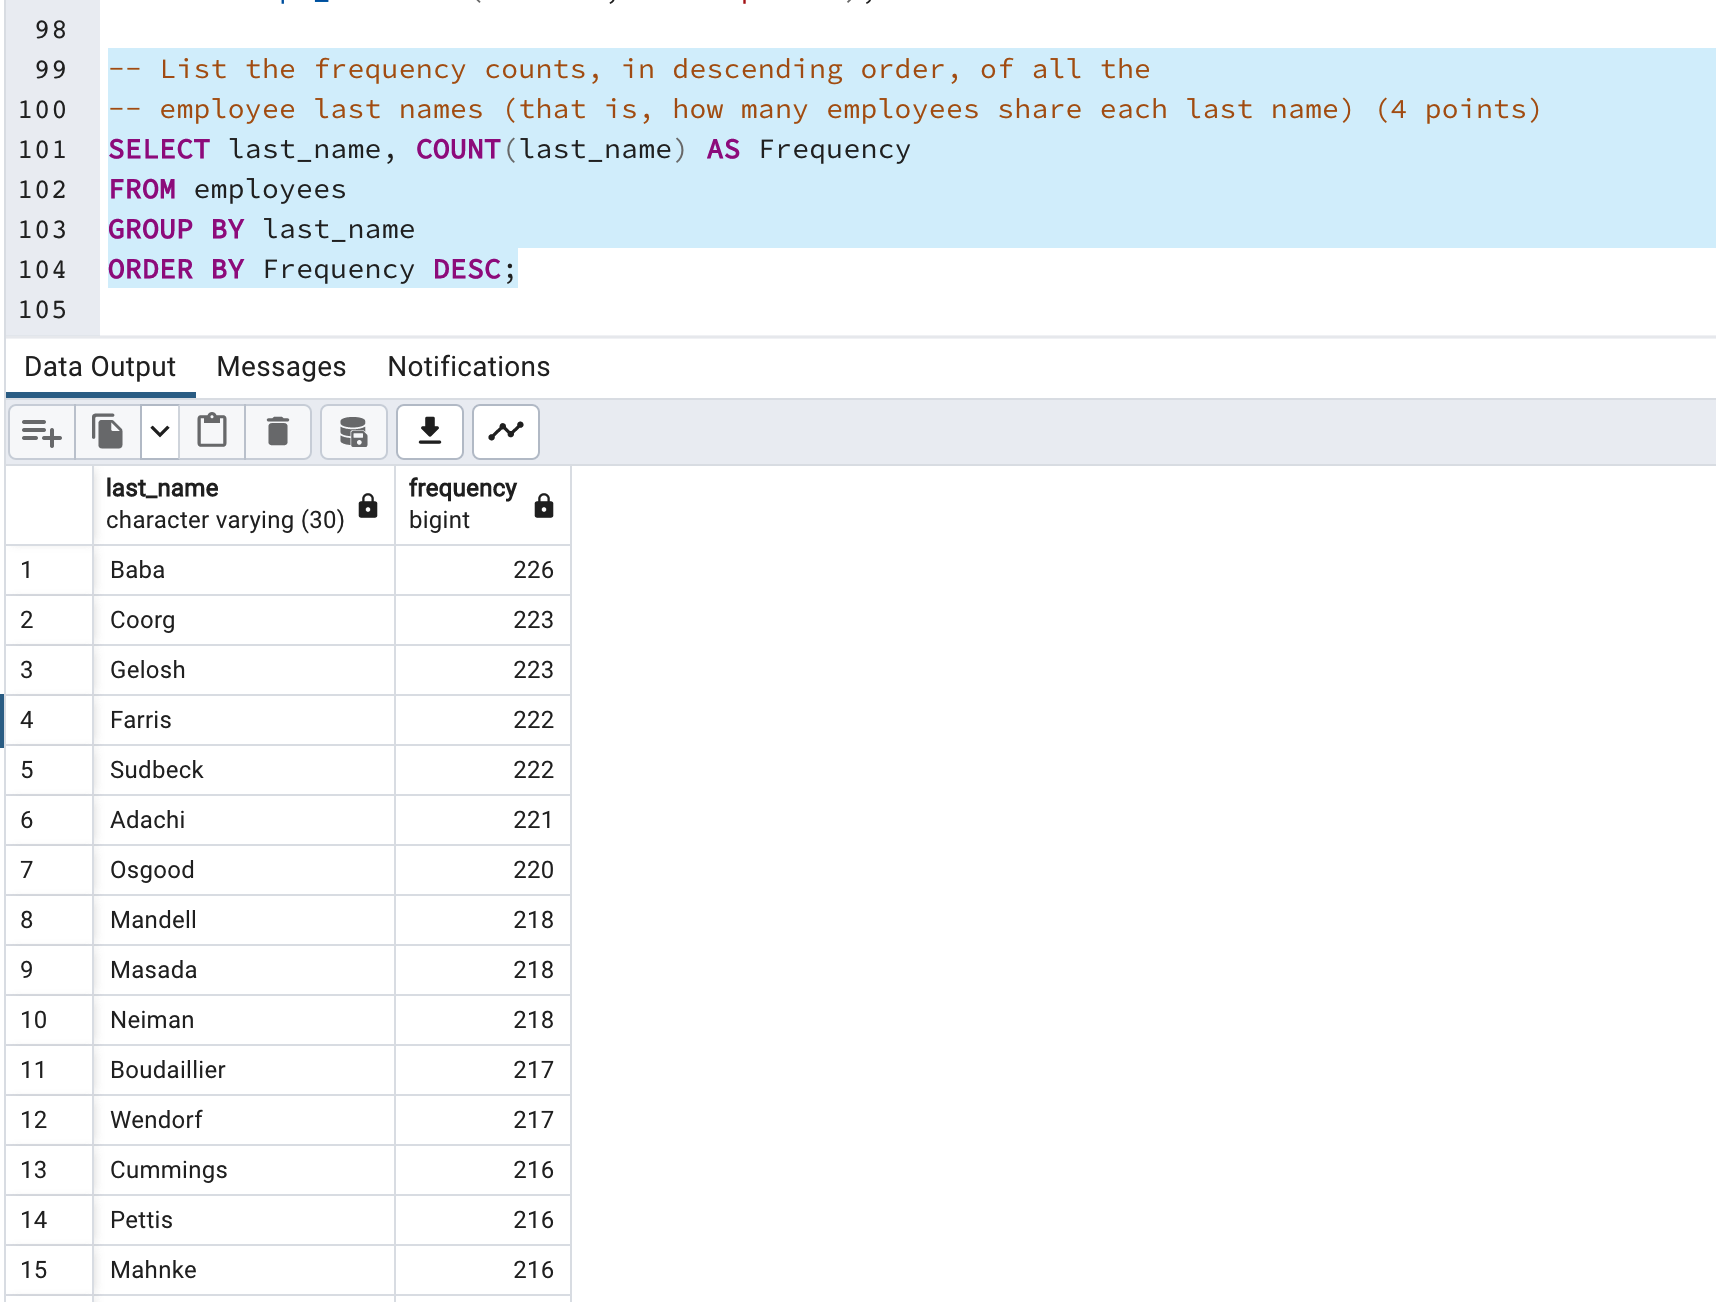 98
99 -- List the frequency counts, in descending order, of all the
100 -- employee last names (that is, how many employees share each last name) (4 points)
101 SELECT last_name, COUNT(last_name) AS Frequency
102 FROM employees
103 GROUP BY last_name
104 ORDER BY Frequency DESC;
105
Data Output Messages Notifications
last_name frequency
character varying (30) bigint
1 Baba 226
2 Coorg 223
3 Gelosh 223
4 Farris 222
5 Sudbeck 222
6 Adachi 221
7 Osgood 220
8 Mandell 218
9 Masada 218
10 Neiman 218
11 Boudaillier 217
12 Wendorf 217
13 Cummings 216
14 Pettis 216
15 Mahnke 216